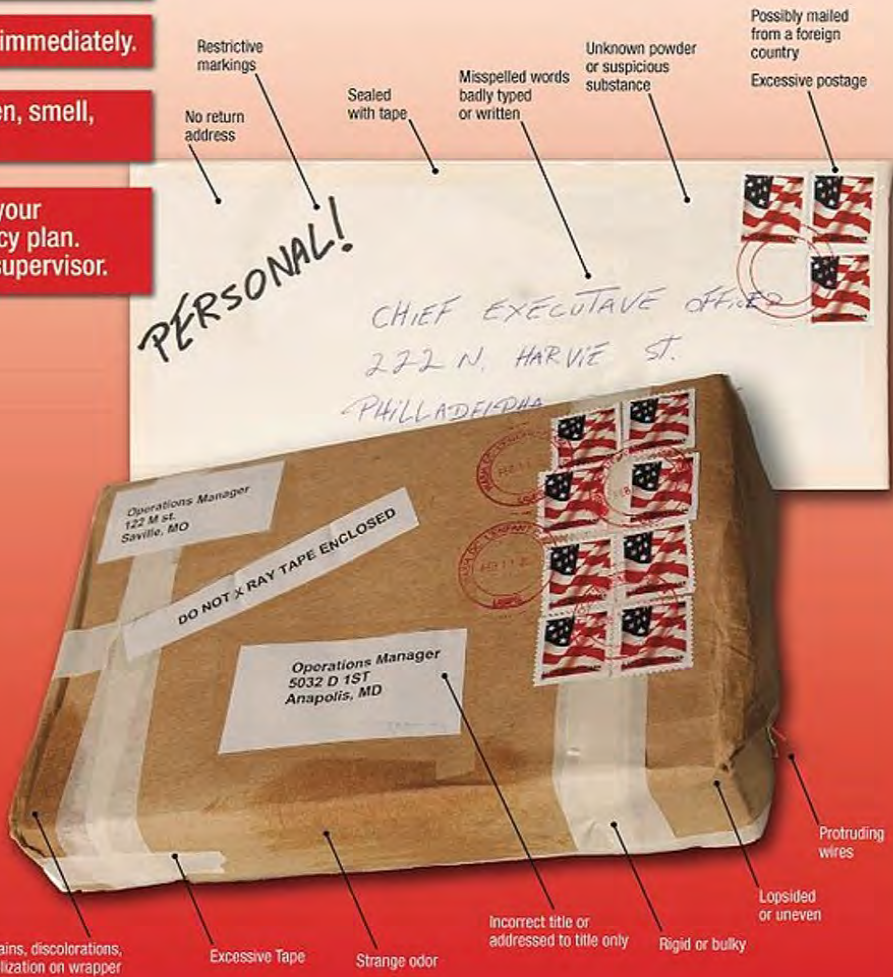 immediately.
en, smell,
your
cy plan.
supervisor.
Restrictive
markings
No return
address
Sealed
with tape
Misspelled words
badly typed
or written
Unknown powder
or suspicious
substance
Possibly mailed
from a foreign
country
Excessive postage
PERSONAL!
CHIEF EXECUTAVE OFFICER
222 N. HARVIE ST.
PHILLADELPHA
Operations Manager
122 M st.
Saville, MO
DO NOT X RAY TAPE ENCLOSED
Operations Manager
5032 D 1ST
Anapolis, MD
Protruding
wires
Lopsided
or uneven
Rigid or bulky
Incorrect title or
addressed to title only
Strange odor
Excessive Tape
ains, discolorations,
lization on wrapper